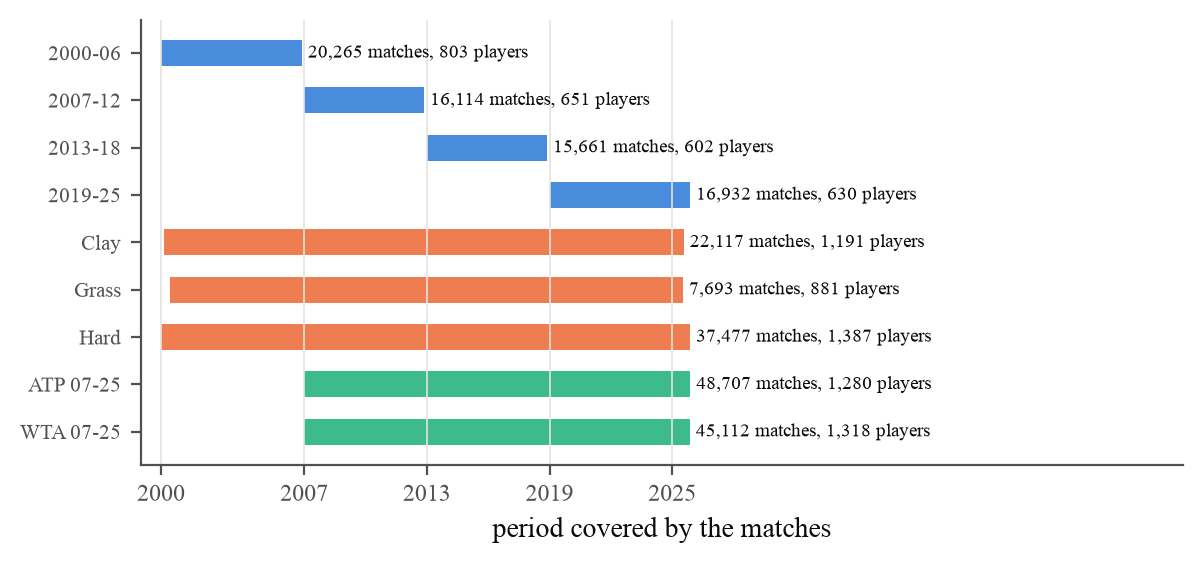 2000-06 20,265 matches, 803 players
2007-12 16,114 matches, 651 players
2013-18 15,661 matches, 602 players
2019-25 16,932 matches, 630 players
Clay 22,117 matches, 1,191 players
Grass 7,693 matches, 881 players
Hard 37,477 matches, 1,387 players
ATP 07-25 48,707 matches, 1,280 players
WTA 07-25 45,112 matches, 1,318 players
2000 2007 2013 2019 2025
period covered by the matches